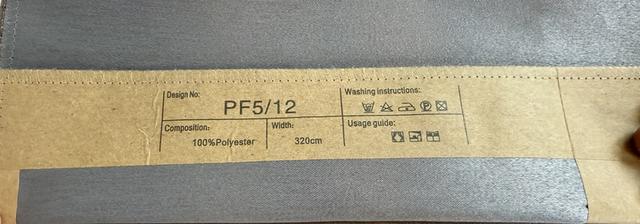 Design No:
PF5/12
Washing instructions:
Composition:
100%Polyester
Width:
320cm
Usage guide: